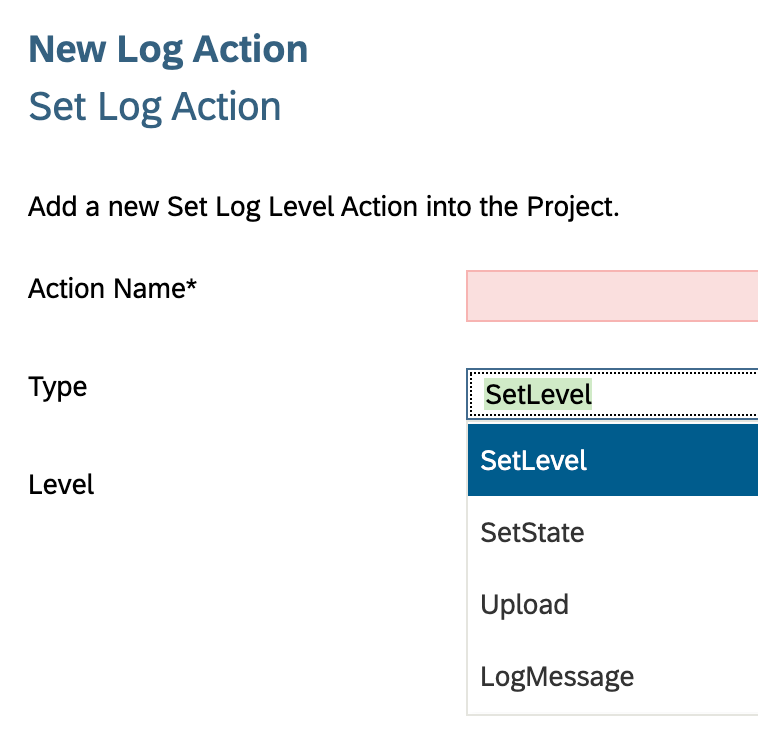 New Log Action
Set Log Action
Add a new Set Log Level Action into the Project.
Action Name*
Type
SetLevel
Level
SetLevel
SetState
Upload
LogMessage